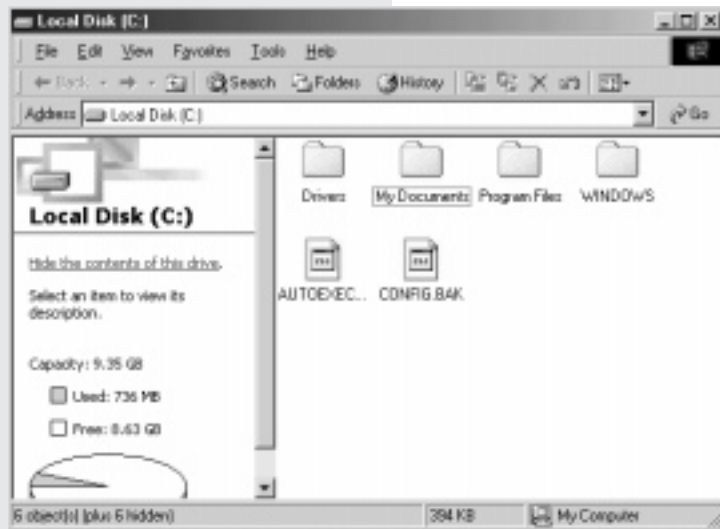 Local Disk (C:)
File Edit View Favorites Tools Help
Back Search Folders History
Address Local Disk (C:) Go
Local Disk (C:)
Hide the contents of this drive.
Select an item to view its
description.
Capacity: 9.35 GB
Used: 736 MB
Free: 8.63 GB
Drivers My Documents Program Files WINDOWS
AUTOEXEC... CONFIG.BAK
6 object(s) (plus 6 hidden) 394 KB My Computer